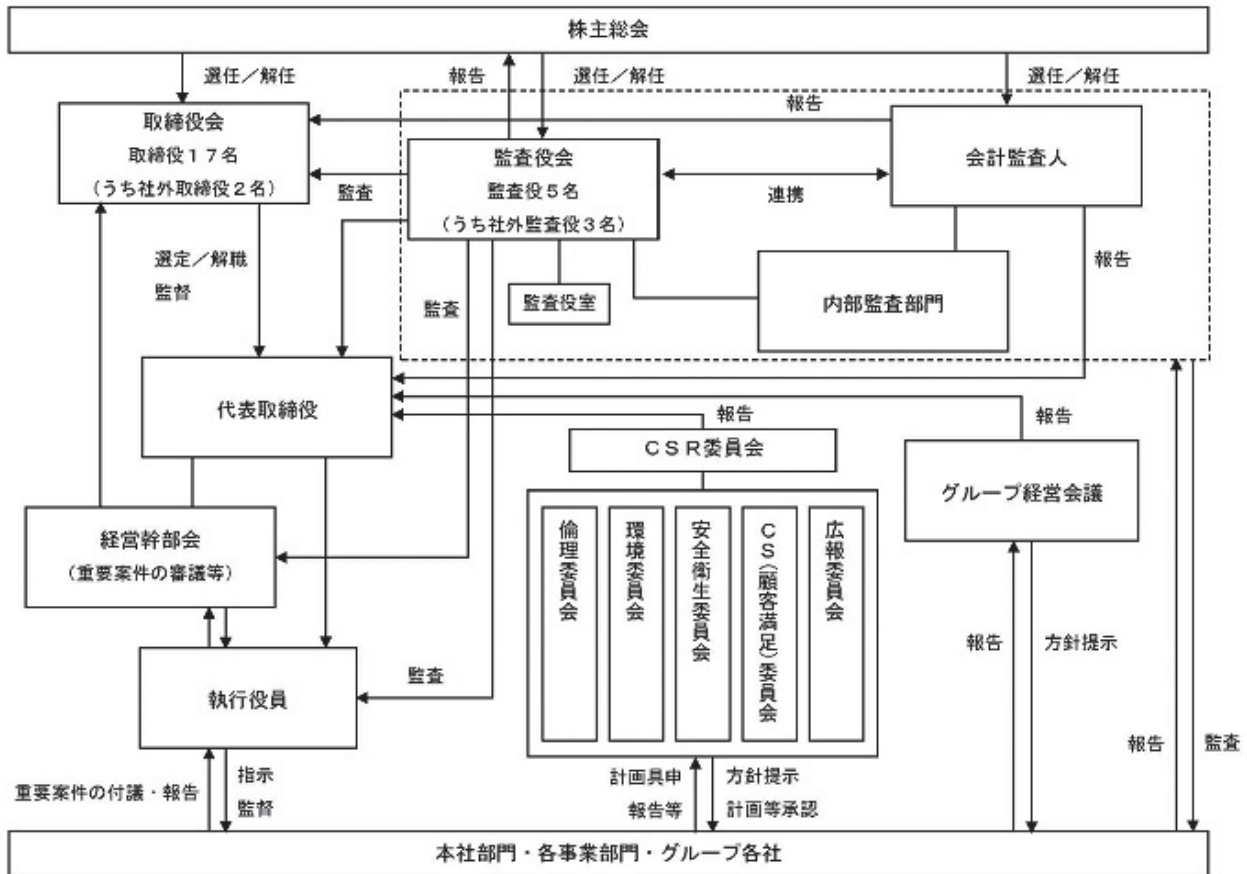 株主総会
選任／解任
報告
選任／解任
選任／解任
取締役会
取締役１７名
（うち社外取締役２名）
報告
監査役会
監査役５名
（うち社外監査役３名）
会計監査人
監査
連携
選定／解職
監督
監査
監査役室
内部監査部門
報告
代表取締役
報告
報告
ＣＳＲ委員会
グループ経営会議
経営幹部会
（重要案件の審議等）
倫理委員会
環境委員会
安全衛生委員会
ＣＳ（顧客満足）委員会
広報委員会
報告
方針提示
執行役員
監査
報告
監査
重要案件の付議・報告
指示
監督
計画具申
報告等
方針提示
計画等承認
本社部門・各事業部門・グループ各社